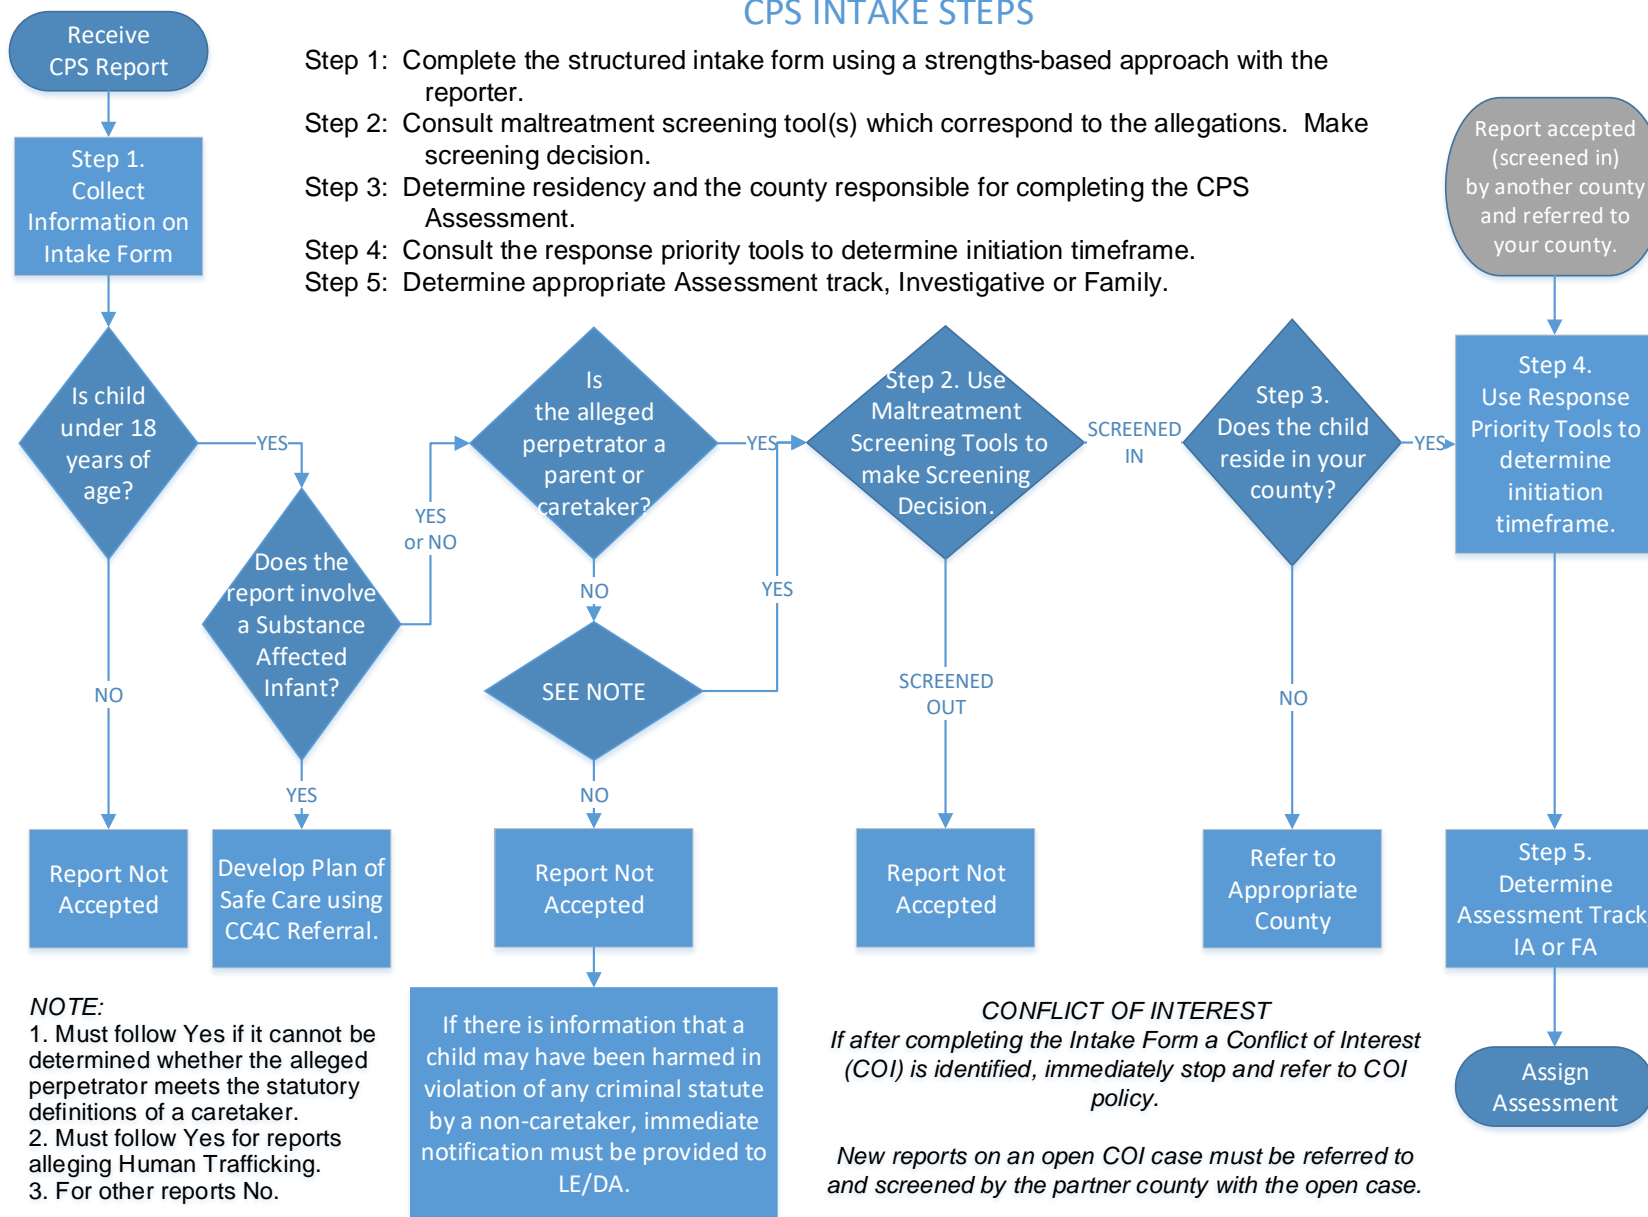 CPS INTAKE STEPS
Receive
CPS Report
Step 1: Complete the structured intake form using a strengths-based approach with the
reporter.
Step 2: Consult maltreatment screening tool(s) which correspond to the allegations. Make
screening decision.
Step 3: Determine residency and the county responsible for completing the CPS
Assessment.
Step 4: Consult the response priority tools to determine initiation timeframe.
Step 5: Determine appropriate Assessment track, Investigative or Family.
Step 1.
Collect
Information on
Intake Form
Report accepted
(screened in)
by another county
and referred to
your county.
Is child
under 18
years of
age?
YES
NO
Does the
report involve
a Substance
Affected
Infant?
YES
or NO
YES
Is
the alleged
perpetrator a
parent or
caretaker?
YES
NO
SEE NOTE
YES
NO
Step 2. Use
Maltreatment
Screening Tools to
make Screening
Decision.
SCREENED
IN
SCREENED
OUT
Step 3.
Does the child
reside in your
county?
YES
NO
Step 4.
Use Response
Priority Tools to
determine
initiation
timeframe.
Report Not
Accepted
Develop Plan of
Safe Care using
CC4C Referral.
Report Not
Accepted
Report Not
Accepted
Refer to
Appropriate
County
Step 5.
Determine
Assessment Track
IA or FA
NOTE:
1. Must follow Yes if it cannot be
determined whether the alleged
perpetrator meets the statutory
definitions of a caretaker.
2. Must follow Yes for reports
alleging Human Trafficking.
3. For other reports No.
If there is information that a
child may have been harmed in
violation of any criminal statute
by a non-caretaker, immediate
notification must be provided to
LE/DA.
CONFLICT OF INTEREST
If after completing the Intake Form a Conflict of Interest
(COI) is identified, immediately stop and refer to COI
policy.
New reports on an open COI case must be referred to
and screened by the partner county with the open case.
Assign
Assessment